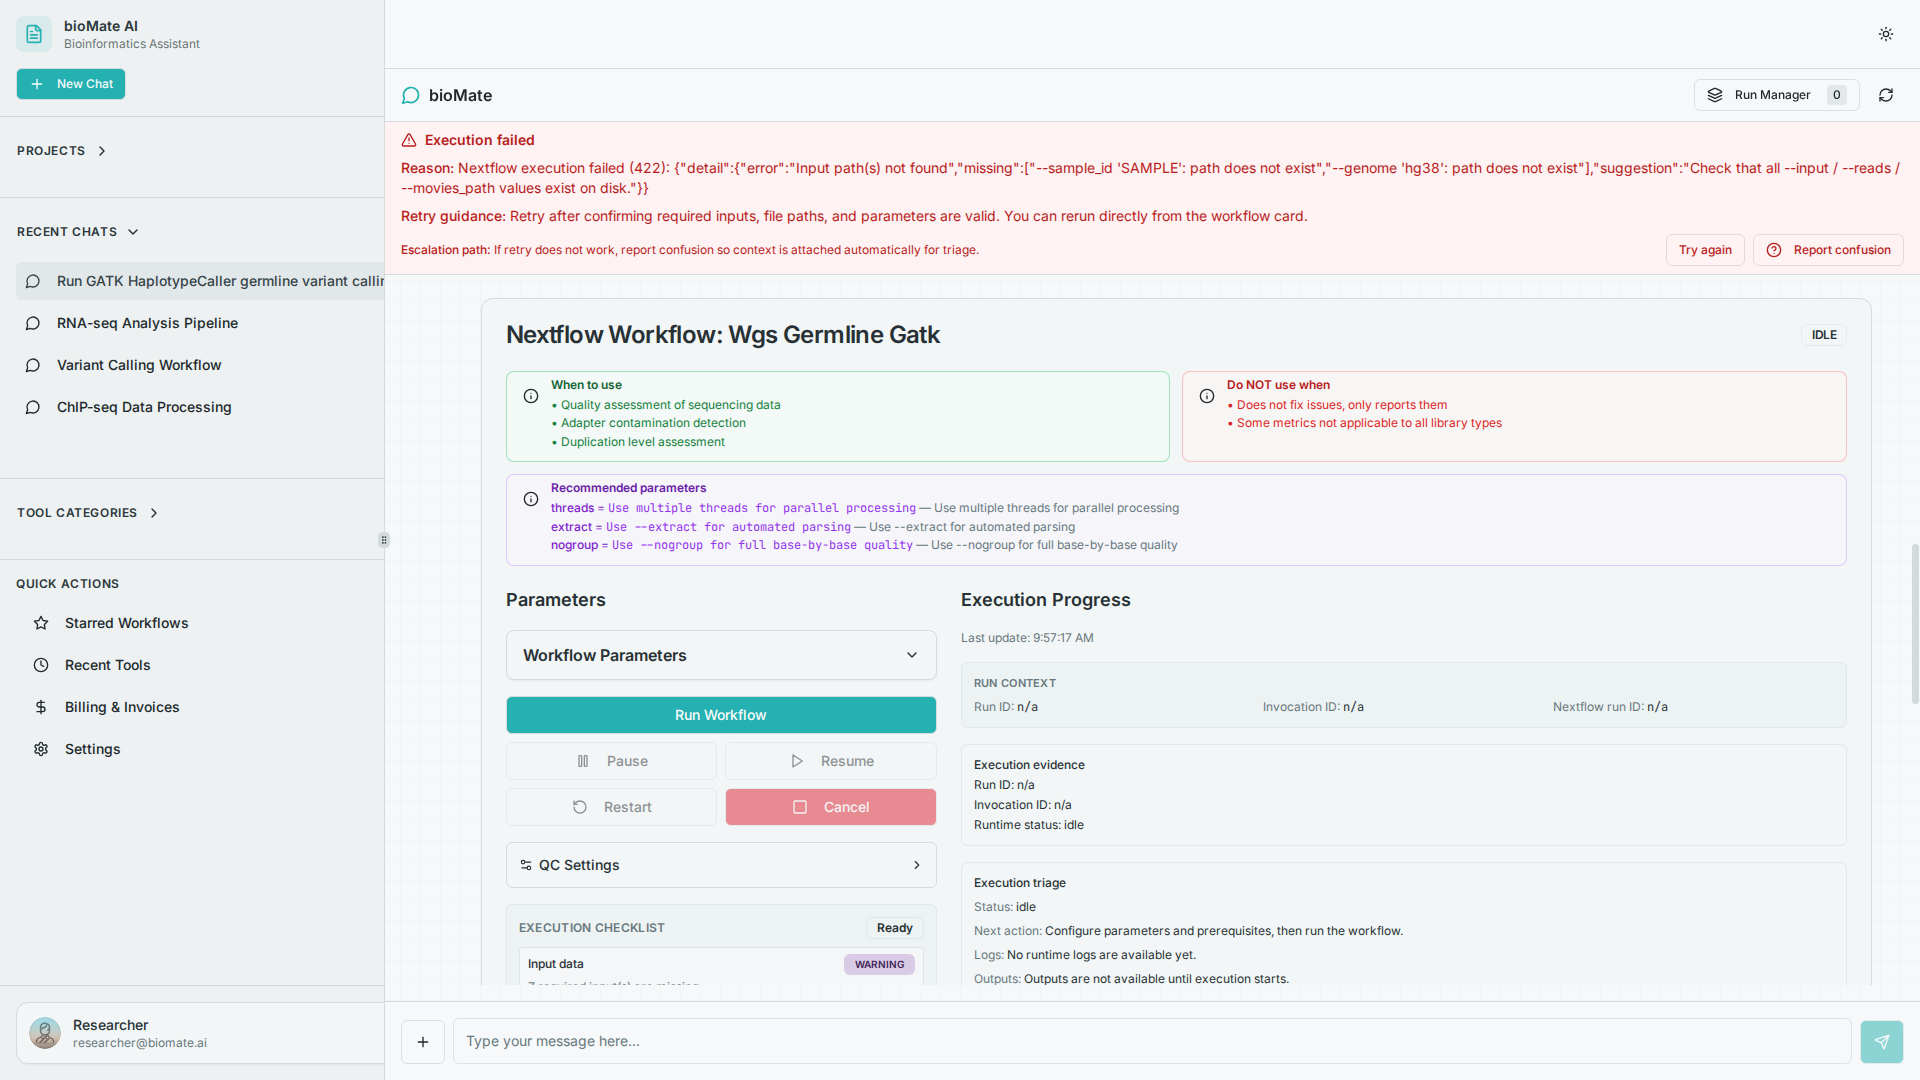 bioMate AI
Bioinformatics Assistant
New Chat
PROJECTS
RECENT CHATS
Run GATK HaplotypeCaller germline variant callin
RNA-seq Analysis Pipeline
Variant Calling Workflow
ChIP-seq Data Processing
TOOL CATEGORIES
QUICK ACTIONS
Starred Workflows
Recent Tools
Billing & Invoices
Settings
Researcher
researcher@biomate.ai
bioMate
Run Manager 0
Execution failed
Reason: Nextflow execution failed (422): {"detail":{"error":"Input path(s) not found","missing":["--sample_id 'SAMPLE': path does not exist","--genome 'hg38': path does not exist"],"suggestion":"Check that all --input / --reads /
--movies_path values exist on disk."}}
Retry guidance: Retry after confirming required inputs, file paths, and parameters are valid. You can rerun directly from the workflow card.
Escalation path: If retry does not work, report confusion so context is attached automatically for triage.
Try again
Report confusion
Nextflow Workflow: Wgs Germline Gatk
IDLE
When to use
• Quality assessment of sequencing data
• Adapter contamination detection
• Duplication level assessment
Do NOT use when
• Does not fix issues, only reports them
• Some metrics not applicable to all library types
Recommended parameters
threads = Use multiple threads for parallel processing — Use multiple threads for parallel processing
extract = Use --extract for automated parsing — Use --extract for automated parsing
nogroup = Use --nogroup for full base-by-base quality — Use --nogroup for full base-by-base quality
Parameters
Workflow Parameters
Run Workflow
Pause
Resume
Restart
Cancel
QC Settings
EXECUTION CHECKLIST
Ready
Input data
WARNING
7 required input(s) are missing
Execution Progress
Last update: 9:57:17 AM
RUN CONTEXT
Run ID: n/a
Invocation ID: n/a
Nextflow run ID: n/a
Execution evidence
Run ID: n/a
Invocation ID: n/a
Runtime status: idle
Execution triage
Status: idle
Next action: Configure parameters and prerequisites, then run the workflow.
Logs: No runtime logs are available yet.
Outputs: Outputs are not available until execution starts.
Type your message here...